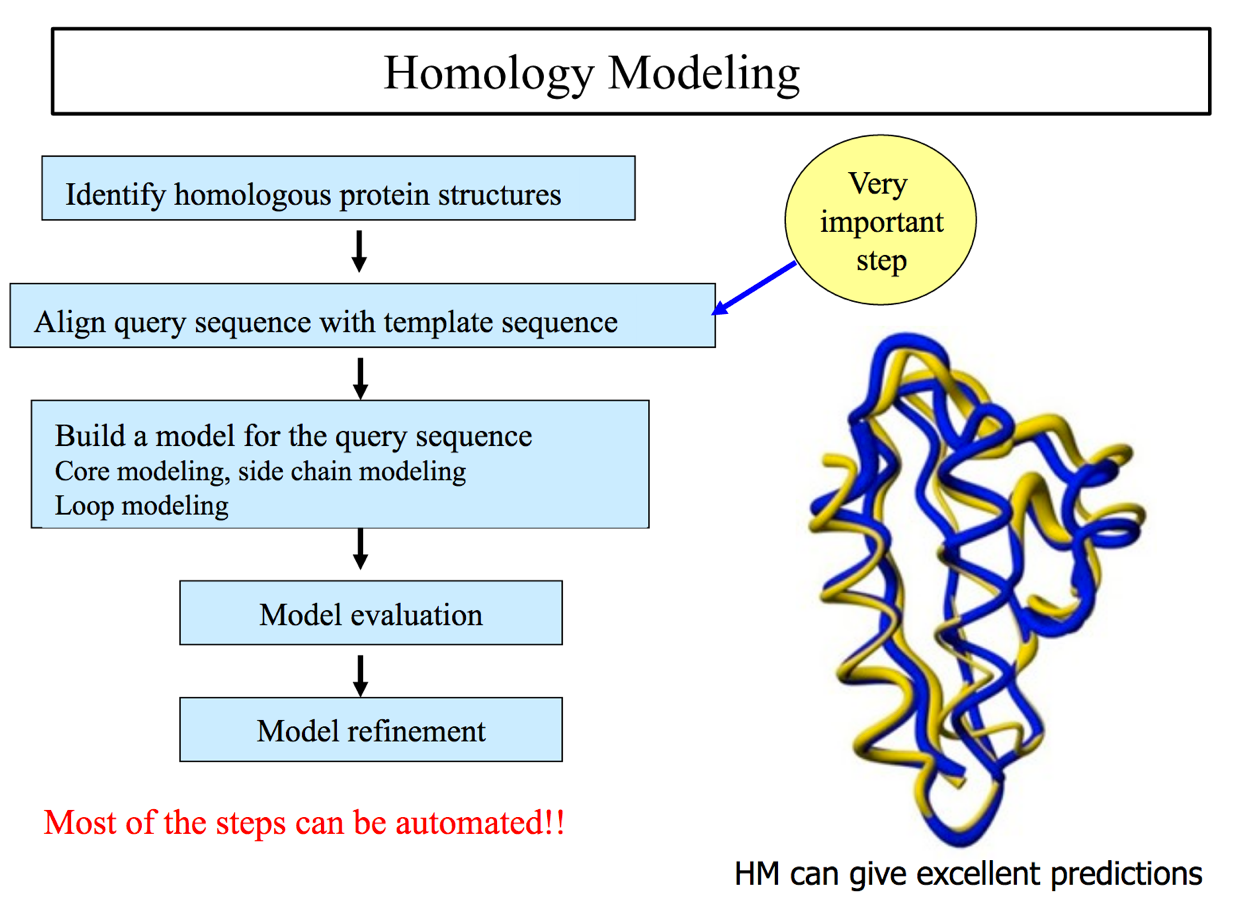 Homology Modeling
Identify homologous protein structures
Very
important
step
Align query sequence with template sequence
Build a model for the query sequence
Core modeling, side chain modeling
Loop modeling
Model evaluation
Model refinement
Most of the steps can be automated!!
HM can give excellent predictions